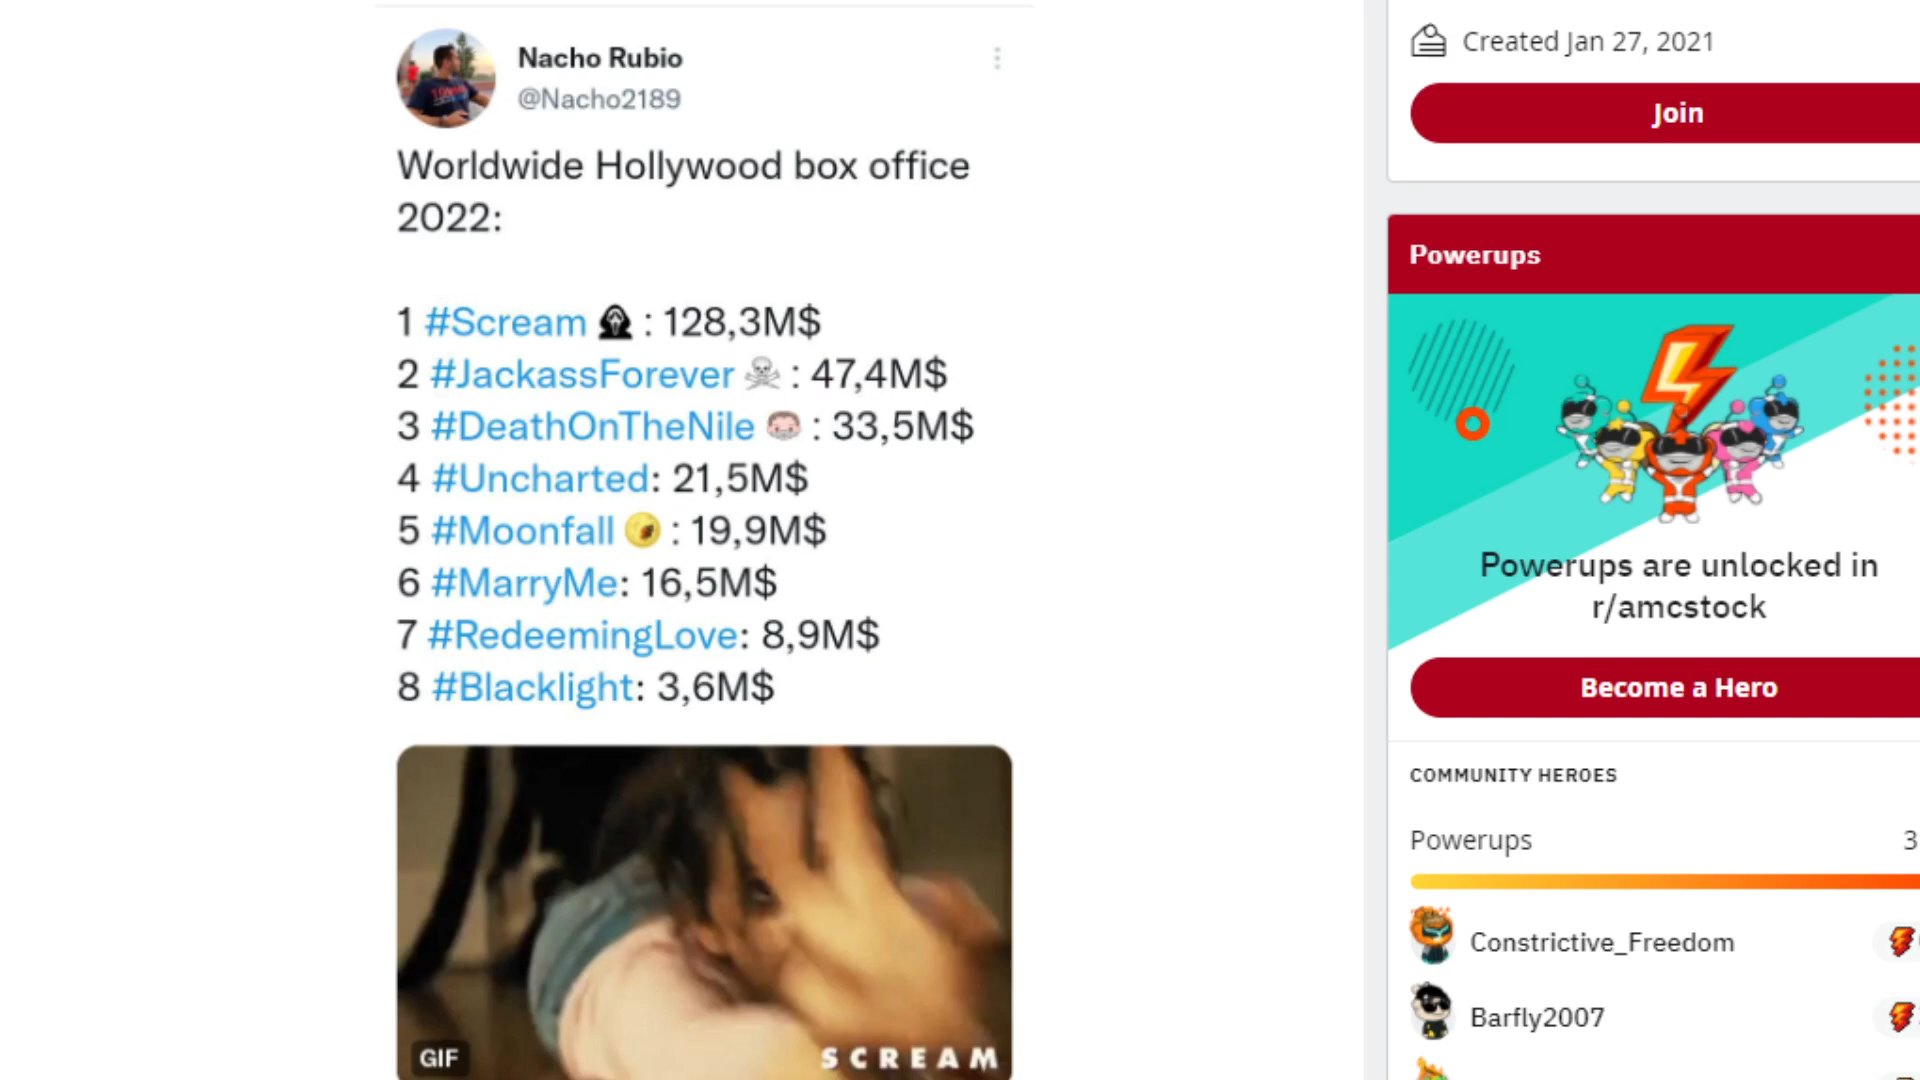 Nacho Rubio
@Nacho2189
Worldwide Hollywood box office
2022:
1 #Scream : 128,3M$
2 #JackassForever ☠ : 47,4M$
3 #DeathOnTheNile : 33,5M$
4 #Uncharted: 21,5M$
5 #Moonfall : 19,9M$
6 #MarryMe: 16,5M$
7 #RedeemingLove: 8,9M$
8 #Blacklight: 3,6M$
GIF
SCREAM
Created Jan 27, 2021
Join
Powerups
Powerups are unlocked in
r/amcstock
Become a Hero
COMMUNITY HEROES
Powerups 3
Constrictive_Freedom
Barfly2007